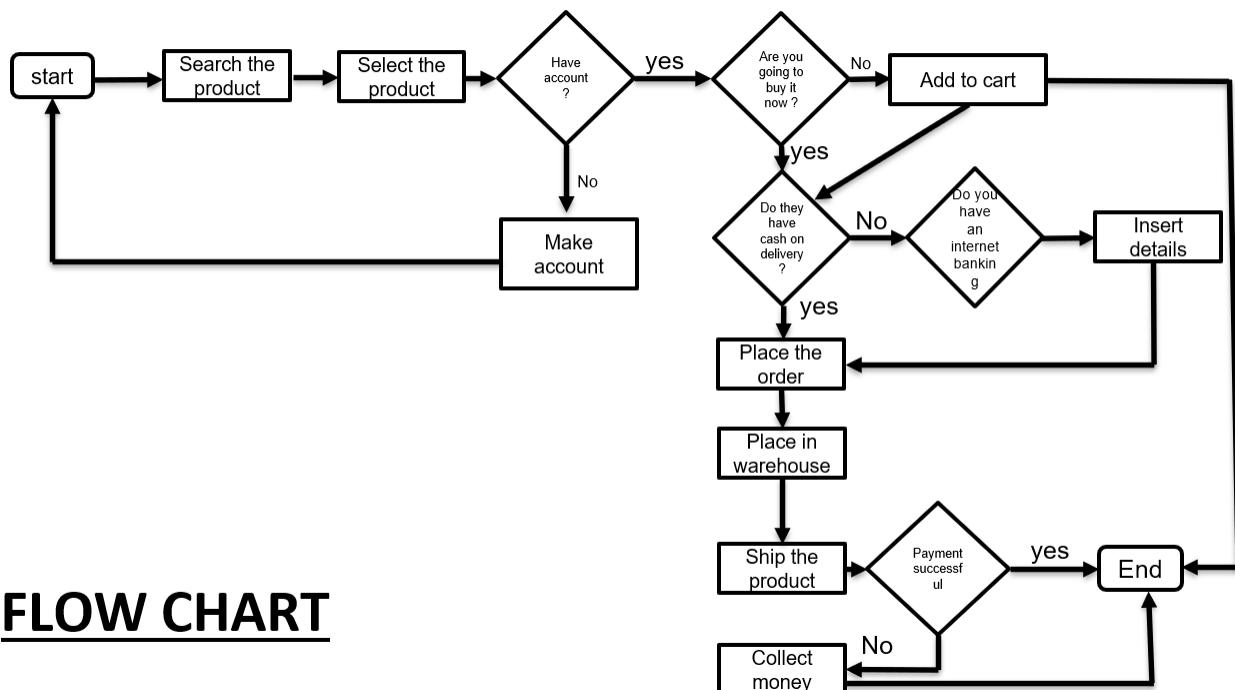 start
Search the
product
Select the
product
Have
account
?
yes
Are you
going to
buy it
now ?
No
Add to cart
No
yes
Make
account
Do they
have
cash on
delivery
?
No
Do you
have
an
internet
bankin
g
Insert
details
yes
Place the
order
Place in
warehouse
Ship the
product
Payment
successf
ul
yes
End
No
Collect
money
FLOW CHART